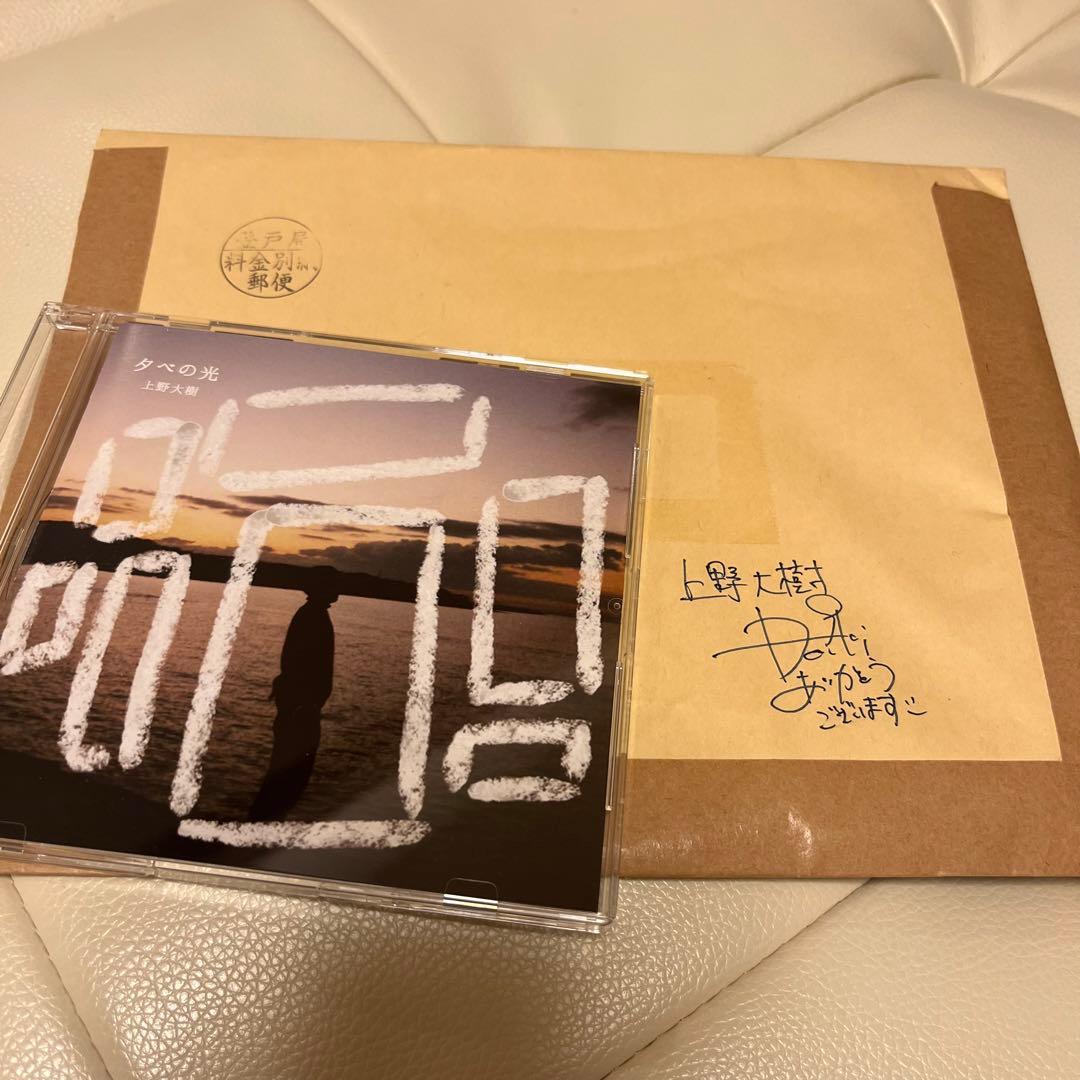 料金別納
郵便
夕べの光
上野大樹
上野大樹
Daiki
ありがとう
ございます